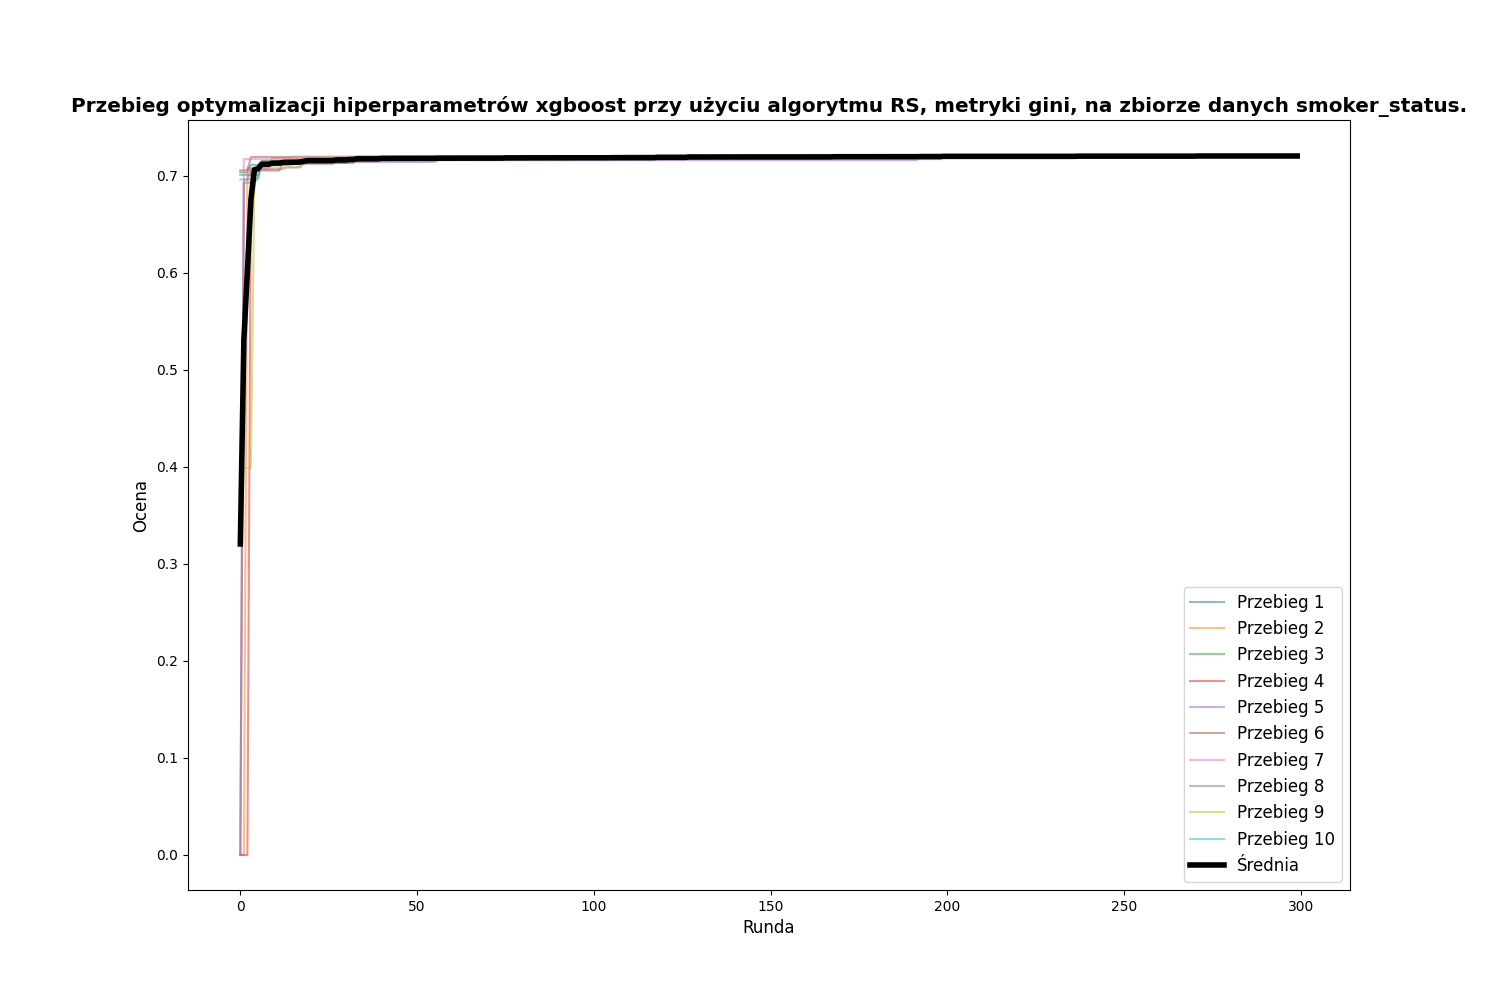 Przebieg optymalizacji hiperparametrów xgboost przy użyciu algorytmu RS, metryki gini, na zbiorze danych smoker_status.
0.7
0.6
0.5
0.4
0.3
0.2
0.1
0.0
Ocena
0
50
100
150
200
250
300
Runda
Przebieg 1
Przebieg 2
Przebieg 3
Przebieg 4
Przebieg 5
Przebieg 6
Przebieg 7
Przebieg 8
Przebieg 9
Przebieg 10
Średnia